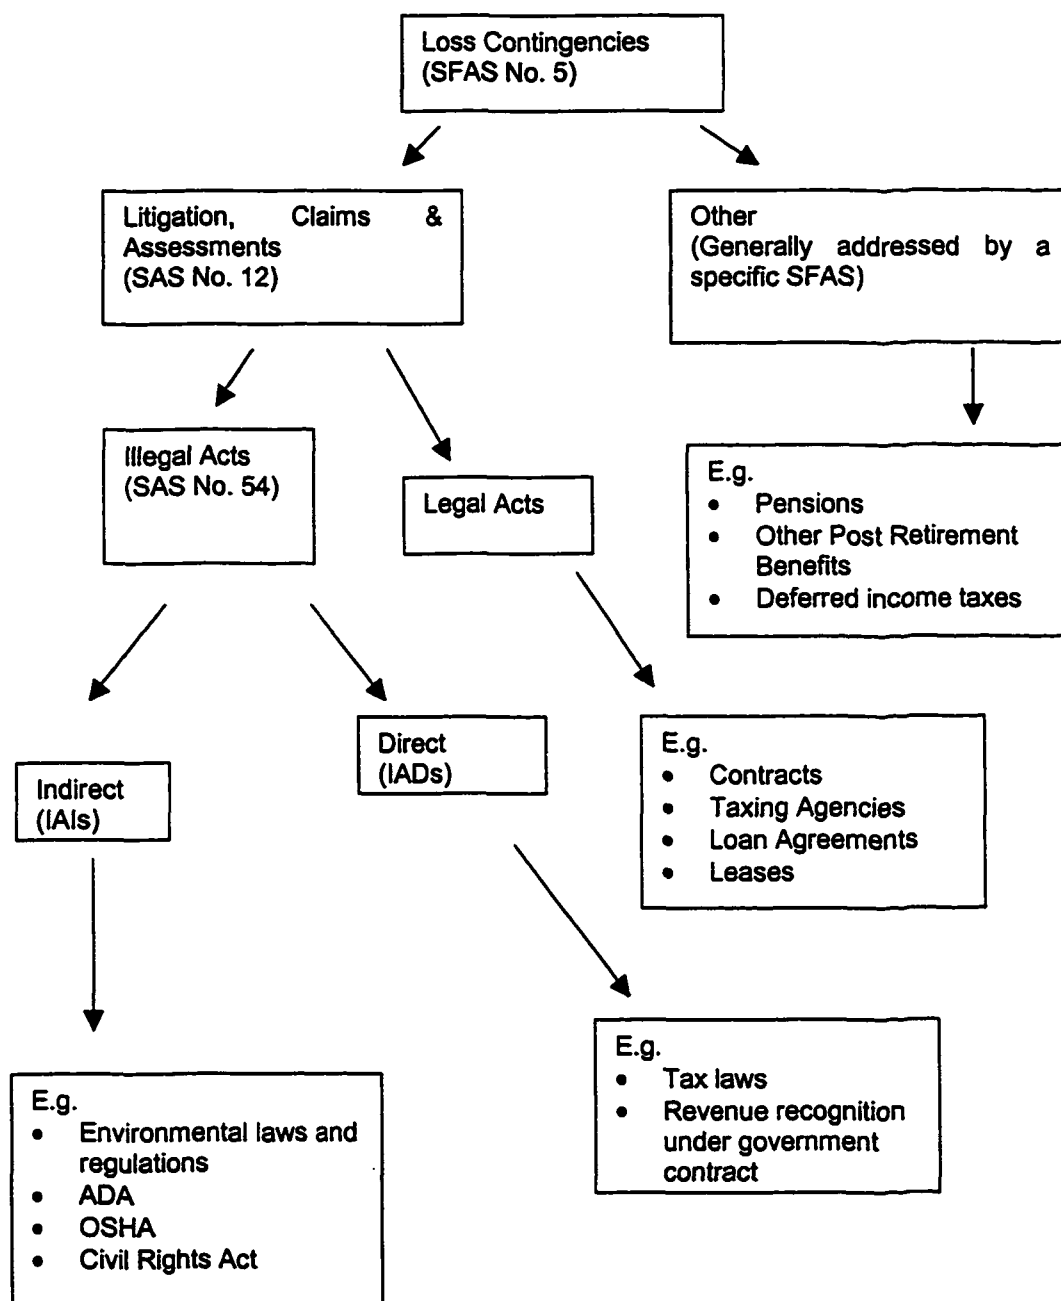 Loss Contingencies
(SFAS No. 5)
Litigation, Claims &
Assessments
(SAS No. 12)
Other
(Generally addressed by a
specific SFAS)
Illegal Acts
(SAS No. 54)
Legal Acts
E.g.
• Pensions
• Other Post Retirement
Benefits
• Deferred income taxes
Indirect
(IAIs)
Direct
(IADs)
E.g.
• Contracts
• Taxing Agencies
• Loan Agreements
• Leases
E.g.
• Environmental laws and
regulations
• ADA
• OSHA
• Civil Rights Act
E.g.
• Tax laws
• Revenue recognition
under government
contract